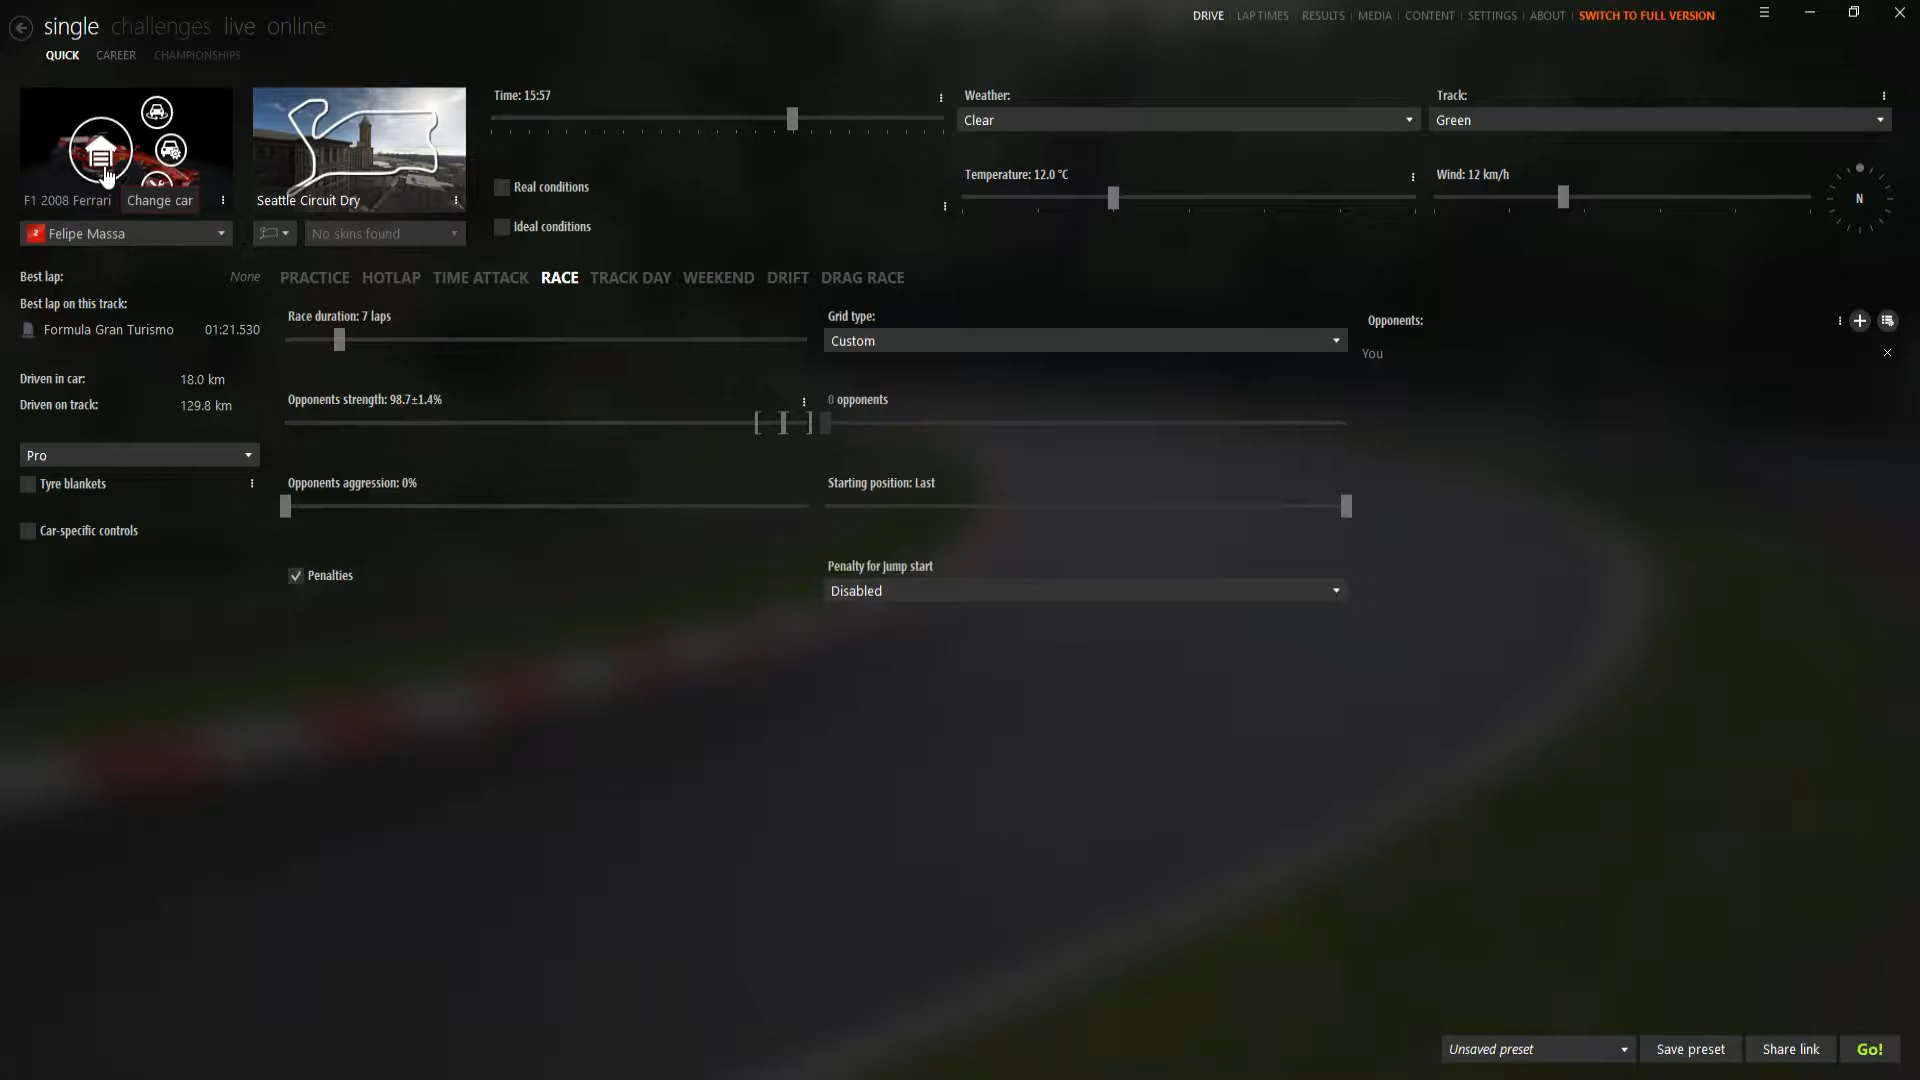 single challenges live online
DRIVE LAP TIMES RESULTS MEDIA CONTENT SETTINGS ABOUT SWITCH TO FULL VERSION
QUICK CAREER CHAMPIONSHIPS
Time: 15:57
Weather:
Track:
Clear
Green
Real conditions
Temperature: 12.0 °C
Wind: 12 km/h
N
F1 2008 Ferrari
Change car
Seattle Circuit Dry
Ideal conditions
2 Felipe Massa
No skins found
Best lap: None
PRACTICE HOTLAP TIME ATTACK RACE TRACK DAY WEEKEND DRIFT DRAG RACE
Best lap on this track:
Formula Gran Turismo 01:21.530
Race duration: 7 laps
Grid type:
Custom
Opponents:
You
Driven in car: 18.0 km
Driven on track: 129.8 km
Opponents strength: 98.7±1.4%
0 opponents
Pro
Tyre blankets
Opponents aggression: 0%
Starting position: Last
Car-specific controls
Penalties
Penalty for jump start
Disabled
Unsaved preset
Save preset
Share link
Go!